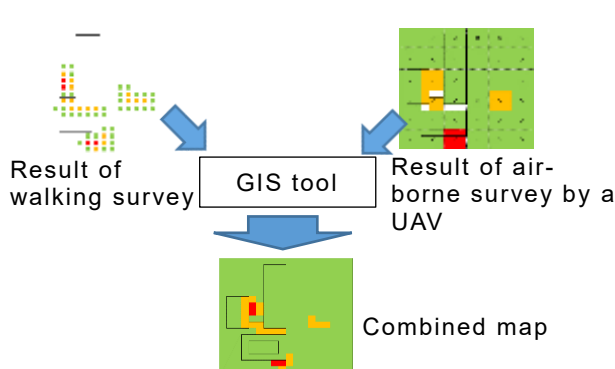 Result of
walking survey
GIS tool
Result of air-
borne survey by a
UAV
Combined map